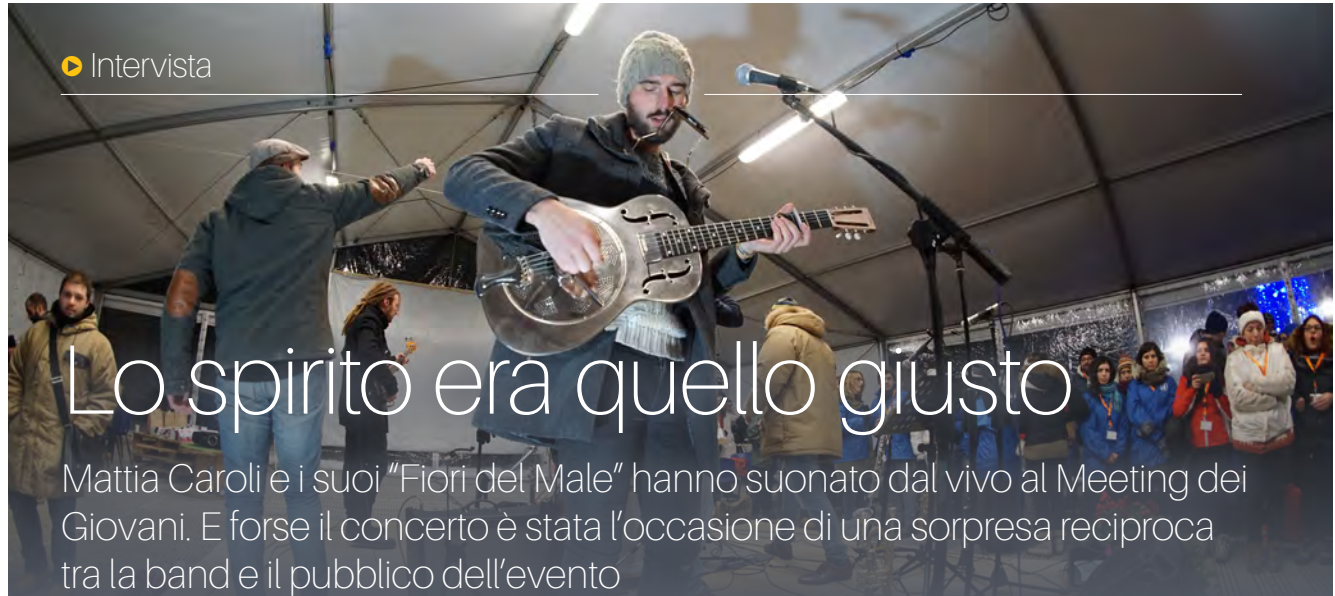 Intervista
Lo spirito era quello giusto
Mattia Caroli e i suoi “Fiori del Male” hanno suonato dal vivo al Meeting dei
Giovani. E forse il concerto è stata l’occasione di una sorpresa reciproca
tra la band e il pubblico dell’evento